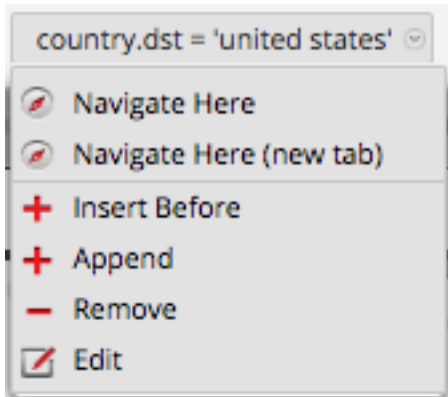 country.dst = 'united states'
Navigate Here
Navigate Here (new tab)
Insert Before
Append
Remove
Edit